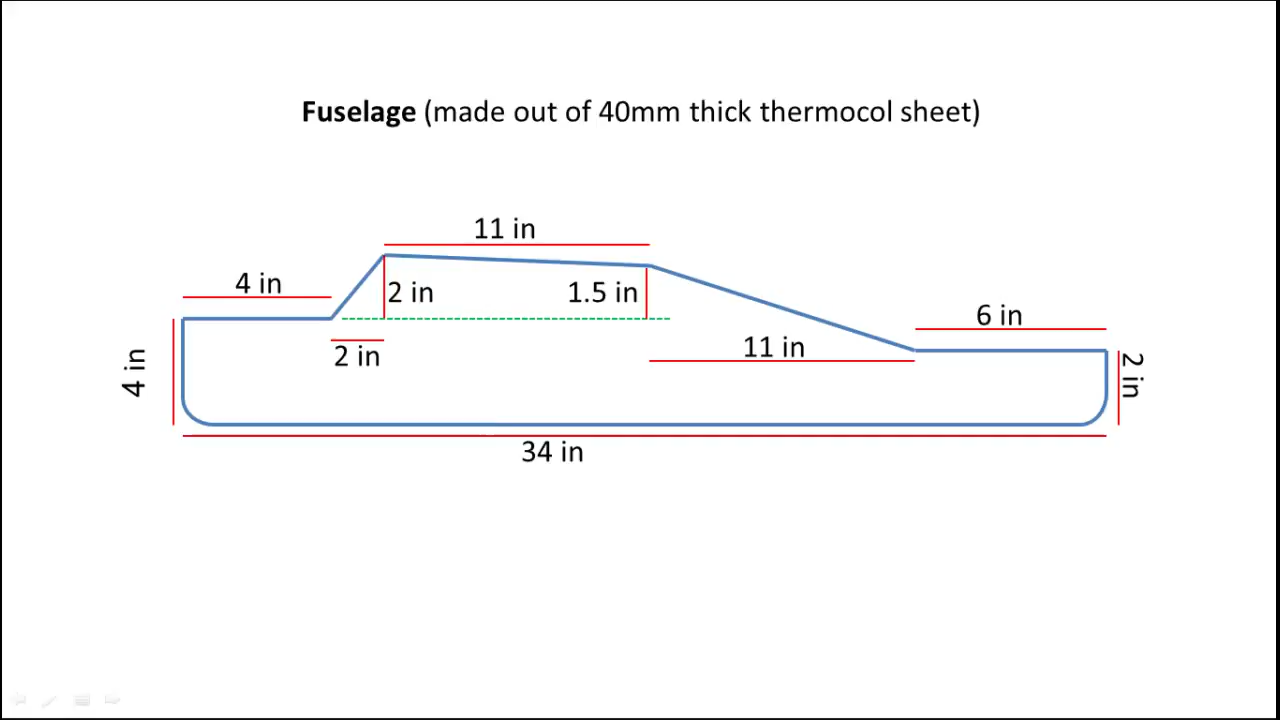 Fuselage (made out of 40mm thick thermocol sheet)
11 in
4 in
2 in
1.5 in
6 in
2 in
11 in
4 in
2 in
34 in